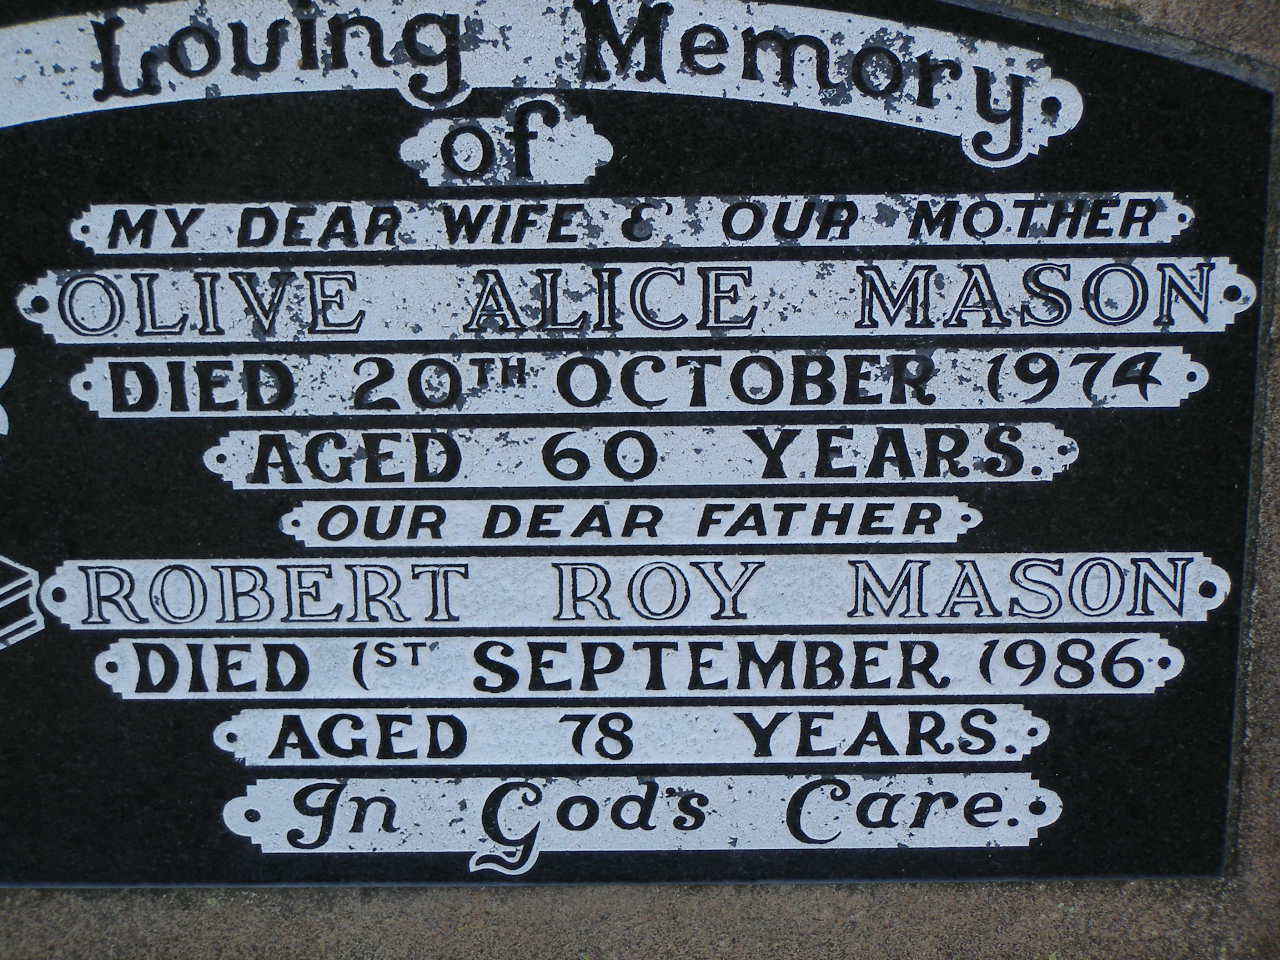 Loving Memory
of
MY DEAR WIFE & OUR MOTHER
OLIVE ALICE MASON
DIED 20TH OCTOBER 1974
AGED 60 YEARS.
OUR DEAR FATHER
ROBERT ROY MASON
DIED 1ST SEPTEMBER 1986
AGED 78 YEARS.
In God's Care.